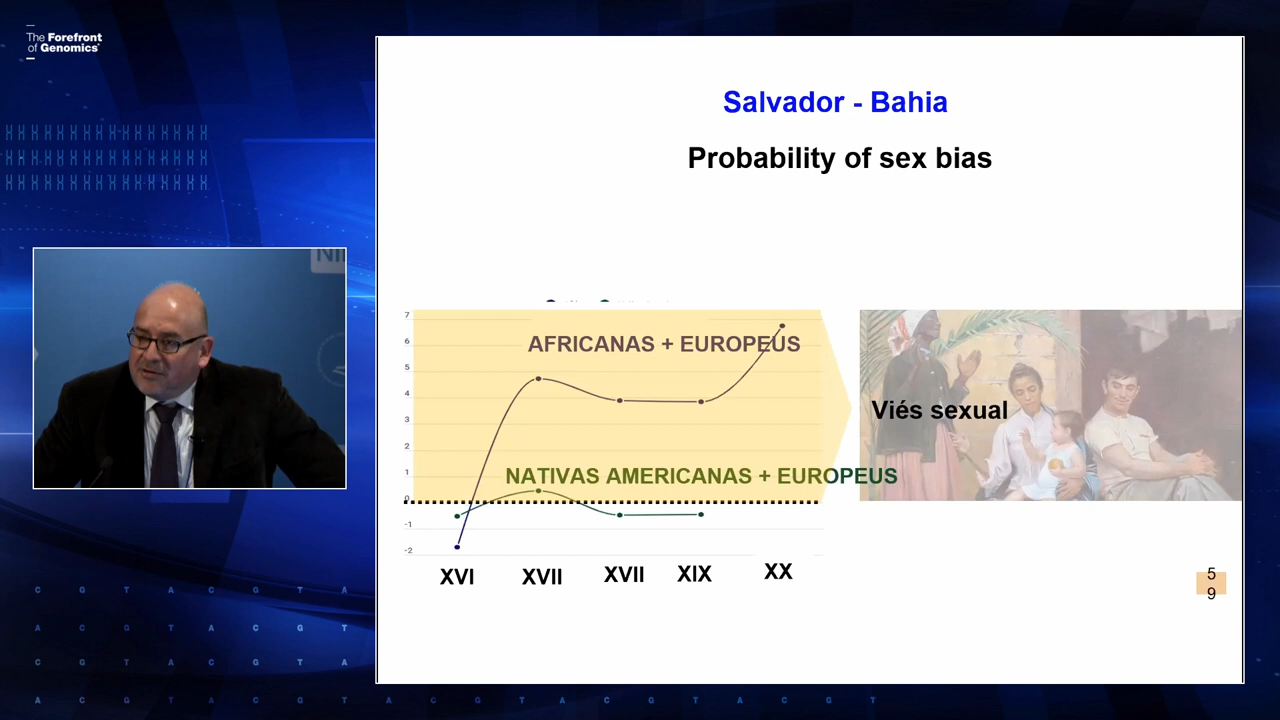 The Forefront
of Genomics
NI
Salvador - Bahia
Probability of sex bias
7
6
5
4
3
2
1
0
-1
-2
AFRICANAS + EUROPEUS
NATIVAS AMERICANAS + EUROPEUS
Viés sexual
XVI
XVII
XVII
XIX
XX
5
9
C G T A C G T A
A C G T A C G T
C G T A C G T A
A C G T A C G T A C G T A C G T A C G T